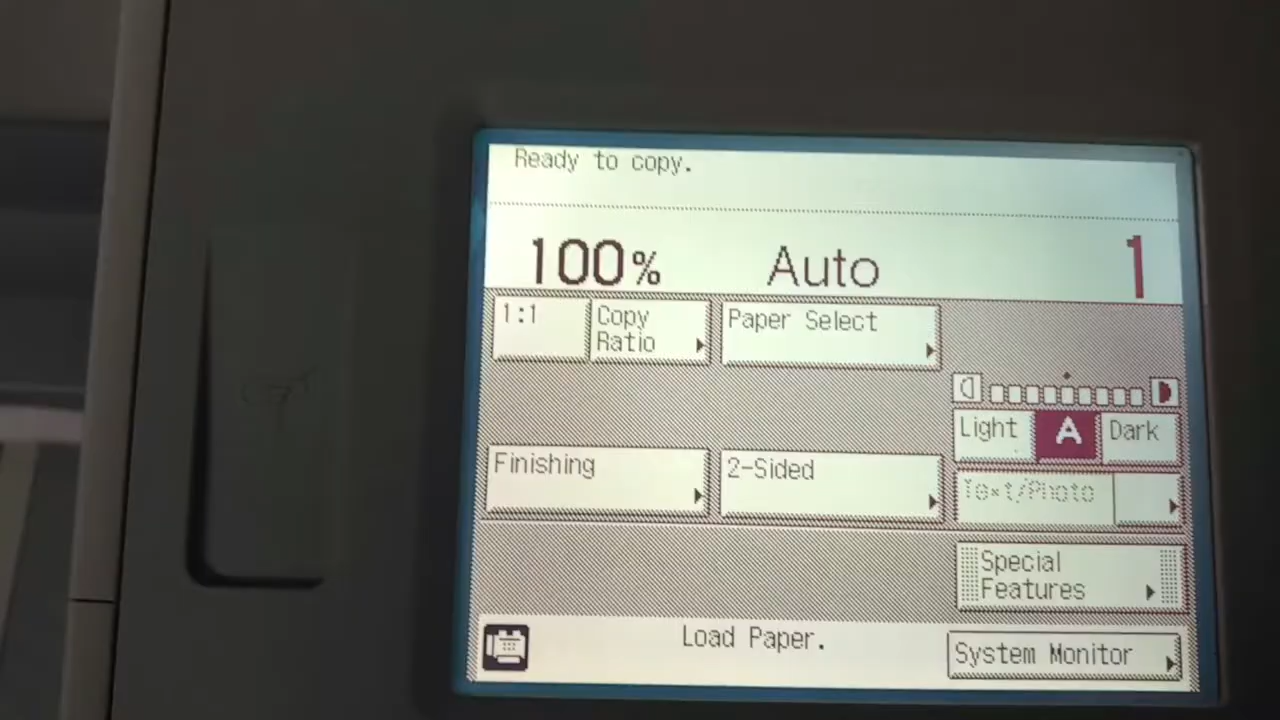 Ready to copy.
100% Auto 1
1:1 Copy Ratio Paper Select
Light A Dark
Finishing 2-Sided
Text/Photo
Special
Features
Load Paper.
System Monitor